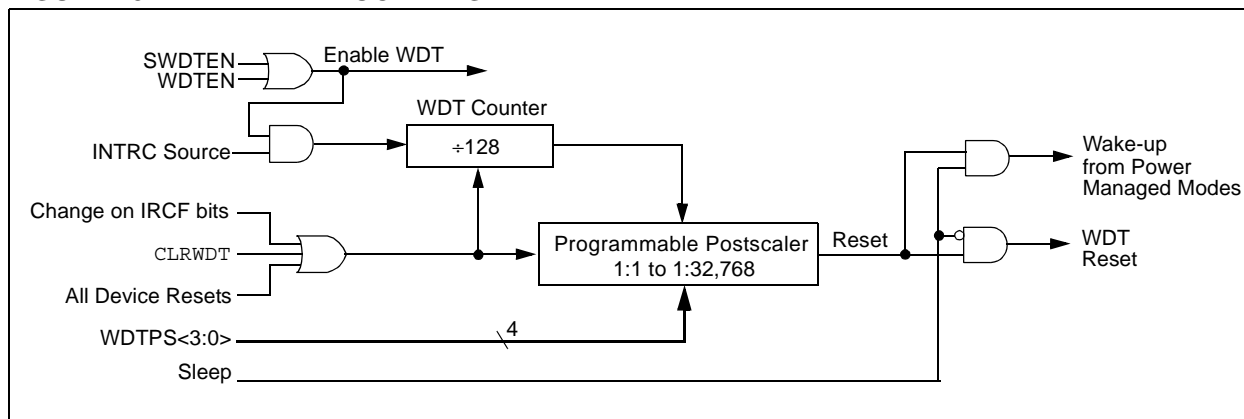 SWDTEN
WDTEN
Enable WDT
WDT Counter
INTRC Source
÷128
Wake-up
from Power
Managed Modes
Change on IRCF bits
CLRWDT
All Device Resets
Programmable Postscaler
1:1 to 1:32,768
Reset
WDT
Reset
WDTPS<3:0>
4
Sleep